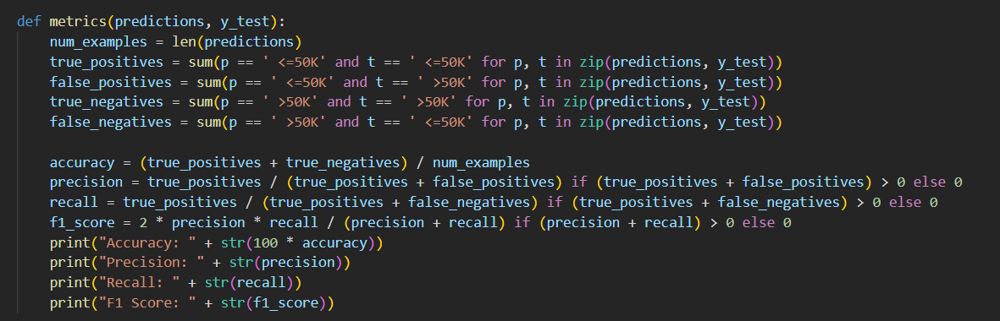 def metrics(predictions, y_test):
    num_examples = len(predictions)
    true_positives = sum(p == ' <=50K' and t == ' <=50K' for p, t in zip(predictions, y_test))
    false_positives = sum(p == ' <=50K' and t == ' >50K' for p, t in zip(predictions, y_test))
    true_negatives = sum(p == ' >50K' and t == ' >50K' for p, t in zip(predictions, y_test))
    false_negatives = sum(p == ' >50K' and t == ' <=50K' for p, t in zip(predictions, y_test))

    accuracy = (true_positives + true_negatives) / num_examples
    precision = true_positives / (true_positives + false_positives) if (true_positives + false_positives) > 0 else 0
    recall = true_positives / (true_positives + false_negatives) if (true_positives + false_negatives) > 0 else 0
    f1_score = 2 * precision * recall / (precision + recall) if (precision + recall) > 0 else 0
    print("Accuracy: " + str(100 * accuracy))
    print("Precision: " + str(precision))
    print("Recall: " + str(recall))
    print("F1 Score: " + str(f1_score))